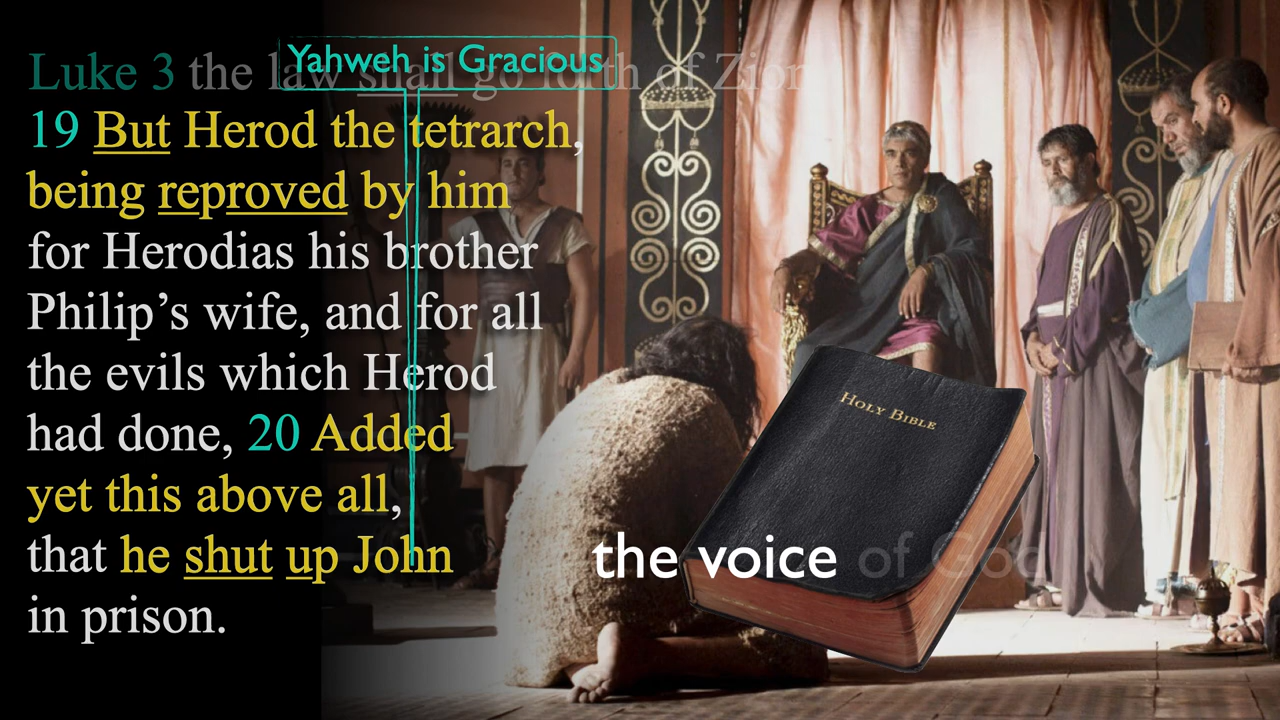 Yahweh is Gracious
Luke 3 the law shall go forth of Zion
19 But Herod the tetrarch,
being reproved by him
for Herodias his brother
Philip’s wife, and for all
the evils which Herod
had done, 20 Added
yet this above all,
that he shut up John
in prison.
HOLY BIBLE
the voice of God